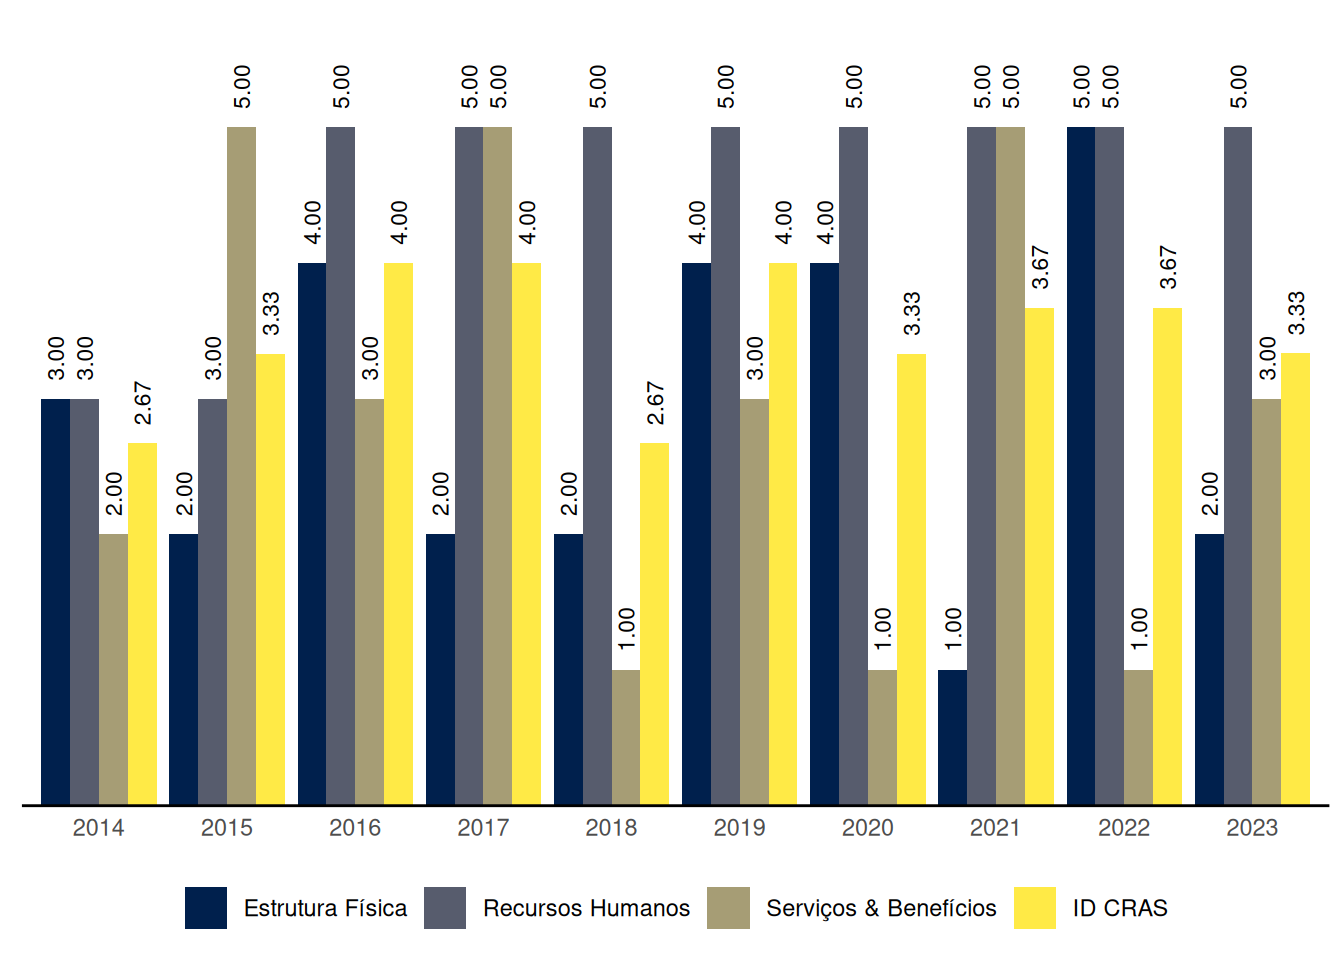 5.00 5.00 5.00 5.00 5.00 5.00 5.00 5.00 5.00 5.00 5.00 5.00
4.00 4.00 4.00 4.00 4.00 4.00
3.67 3.67
3.33 3.33 3.33
3.00 3.00 3.00 3.00 3.00 3.00
2.67 2.67
2.00 2.00 2.00 2.00 2.00
1.00 1.00 1.00 1.00
2014 2015 2016 2017 2018 2019 2020 2021 2022 2023
Estrutura Física Recursos Humanos Serviços & Benefícios ID CRAS